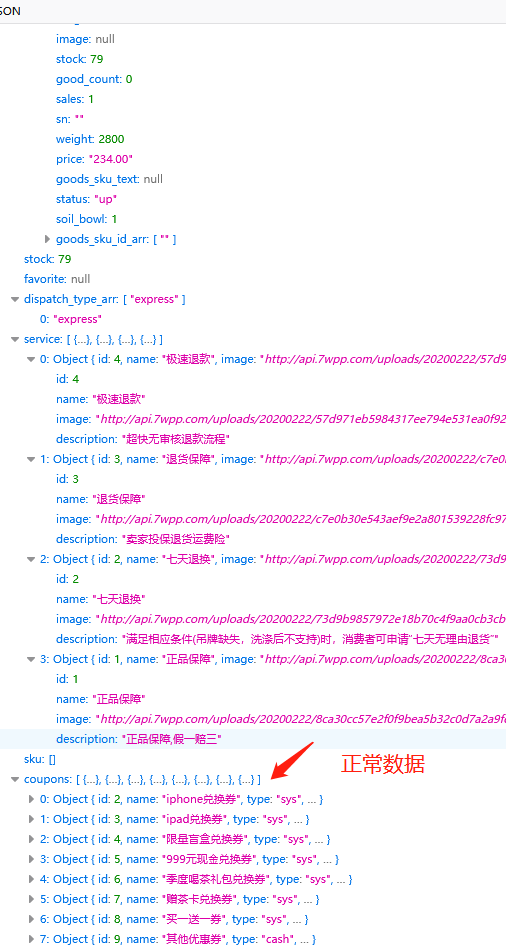 SON
image: null
stock: 79
good_count: 0
sales: 1
sn: ""
weight: 2800
price: "234.00"
goods_sku_text: null
status: "up"
soil_bowl: 1
goods_sku_id_arr: [ "" ]
stock: 79
favorite: null
dispatch_type_arr: [ "express" ]
0: "express"
service: [ {…}, {…}, {…}, {…} ]
0: Object { id: 4, name: "极速退款", image: "http://api.7wpp.com/uploads/20200222/57d9
id: 4
name: "极速退款"
image: "http://api.7wpp.com/uploads/20200222/57d971eb5984317ee794e531ea0f92
description: "超快无审核退款流程"
1: Object { id: 3, name: "退货保障", image: "http://api.7wpp.com/uploads/20200222/c7e0
id: 3
name: "退货保障"
image: "http://api.7wpp.com/uploads/20200222/c7e0b30e543aef9e2a801539228fc97
description: "卖家投保退货运费险"
2: Object { id: 2, name: "七天退换", image: "http://api.7wpp.com/uploads/20200222/73d9
id: 2
name: "七天退换"
image: "http://api.7wpp.com/uploads/20200222/73d9b9857972e18b70c4f9aa0cb3cb
description: "满足相应条件(吊牌缺失，洗涤后不支持)时，消费者可申请“七天无理由退货”"
3: Object { id: 1, name: "正品保障", image: "http://api.7wpp.com/uploads/20200222/8ca3
id: 1
name: "正品保障"
image: "http://api.7wpp.com/uploads/20200222/8ca30cc57e2f0f9bea5b32c0d7a2a9f
description: "正品保障,假一赔三"
sku: []
正常数据
coupons: [ {…}, {…}, {…}, {…}, {…}, {…}, {…}, {…} ]
0: Object { id: 2, name: "iphone兑换券", type: "sys", … }
1: Object { id: 3, name: "ipad兑换券", type: "sys", … }
2: Object { id: 4, name: "限量盲盒兑换券", type: "sys", … }
3: Object { id: 5, name: "999元现金兑换券", type: "sys", … }
4: Object { id: 6, name: "季度喝茶礼包兑换券", type: "sys", … }
5: Object { id: 7, name: "赠茶卡兑换券", type: "sys", … }
6: Object { id: 8, name: "买一送一券", type: "sys", … }
7: Object { id: 9, name: "其他优惠券", type: "cash", … }